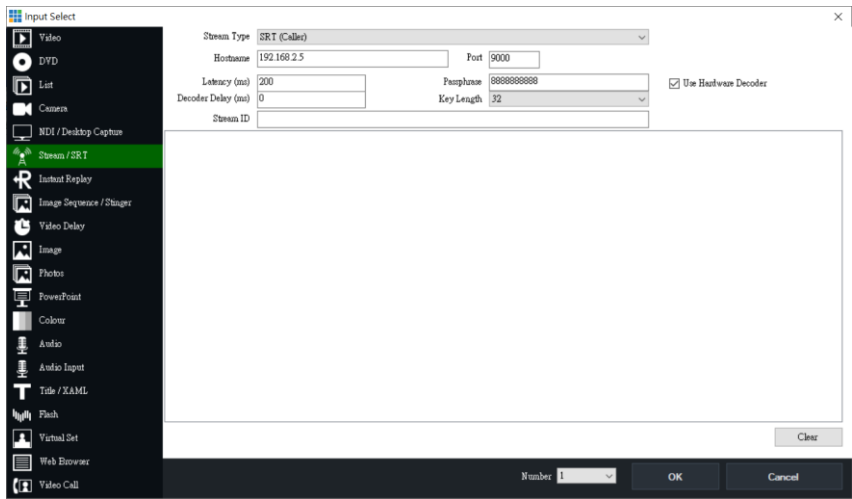 Input Select
Video
DVD
List
Camera
NDI / Desktop Capture
Stream / SRT
Instant Replay
Image Sequence / Stinger
Video Delay
Image
Photos
PowerPoint
Colour
Audio
Audio Input
Title / XAML
Flash
Virtual Set
Web Browser
Video Call
Stream Type SRT (Caller)
Hostname 192.168.2.5 Port 9000
Latency (ms) 200 Passphrase 8888888888 Use Hardware Decoder
Decoder Delay (ms) 0 Key Length 32
Stream ID
Clear
Number 1 OK Cancel